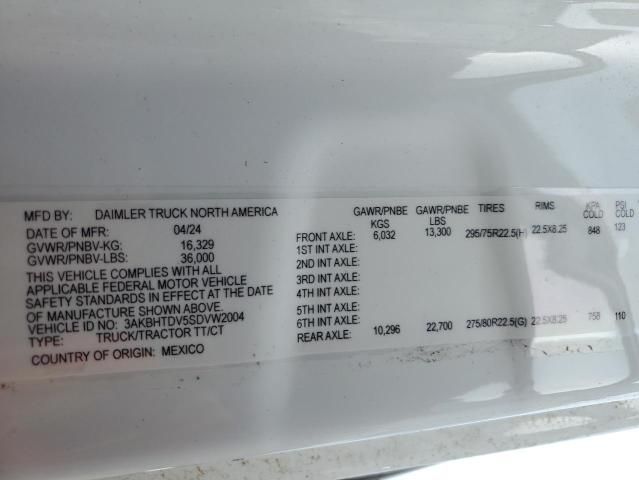 MFD BY: DAIMLER TRUCK NORTH AMERICA
DATE OF MFR: 04/24
GVWR/PNBV-KG: 16,329
GVWR/PNBV-LBS: 36,000
THIS VEHICLE COMPLIES WITH ALL
APPLICABLE FEDERAL MOTOR VEHICLE
SAFETY STANDARDS IN EFFECT AT THE DATE
OF MANUFACTURE SHOWN ABOVE.
VEHICLE ID NO: 3AKBHTDV5SDVW2004
TYPE: TRUCK/TRACTOR TT/CT
COUNTRY OF ORIGIN: MEXICO
GAWR/PNBE KGS GAWR/PNBE LBS TIRES RIMS KPA COLD PSI COLD
FRONT AXLE: 6,032 13,300 295/75R22.5(H) 22.5X8.25 848 123
1ST INT AXLE:
2ND INT AXLE:
3RD INT AXLE:
4TH INT AXLE:
5TH INT AXLE:
6TH INT AXLE:
REAR AXLE: 10,296 22,700 275/80R22.5(G) 22.5X8.25 758 110